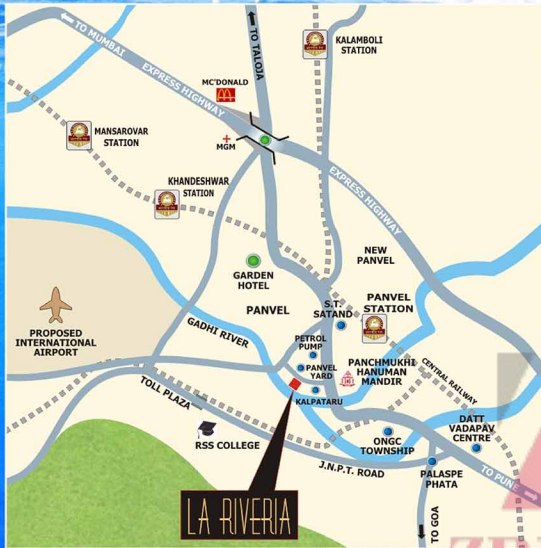 TO MUMBAI
EXPRESS HIGHWAY
TO TALOJA
KALAMBOLI
STATION
MC'DONALD
MGM
MANSAROVAR
STATION
KHANDESHWAR
STATION
EXPRESS HIGHWAY
NEW
PANVEL
GARDEN
HOTEL
PANVEL
S.T.
SATAND
PANVEL
STATION
PROPOSED
INTERNATIONAL
AIRPORT
GADHI RIVER
PETROL
PUMP
PANVEL
YARD
PANCHMUKHI
HANUMAN
MANDIR
CENTRAL RAILWAY
KALPATARU
TOLL PLAZA
RSS COLLEGE
DATT
VADAPAV
CENTRE
ONGC
TOWNSHIP
J.N.P.T. ROAD
PALASPE
PHATA
TO PUNE
LA RIVERIA
TO GOA